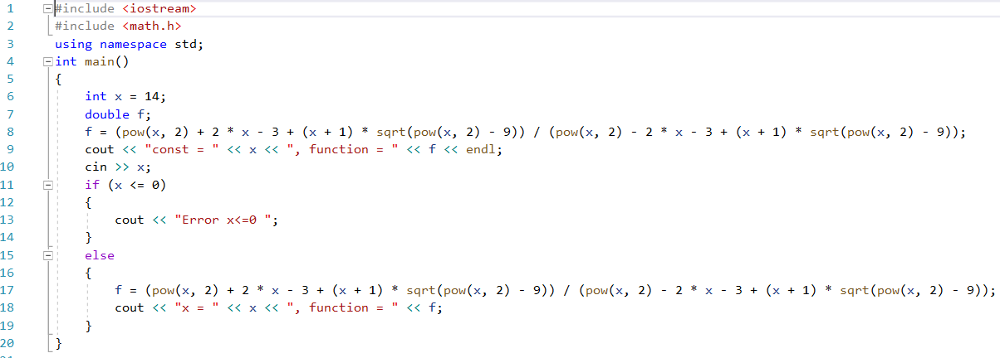 1 #include <iostream>
2 #include <math.h>
3 using namespace std;
4 int main()
5 {
6 int x = 14;
7 double f;
8 f = (pow(x, 2) + 2 * x - 3 + (x + 1) * sqrt(pow(x, 2) - 9)) / (pow(x, 2) - 2 * x - 3 + (x + 1) * sqrt(pow(x, 2) - 9));
9 cout << "const = " << x << ", function = " << f << endl;
10 cin >> x;
11 if (x <= 0)
12 {
13 cout << "Error x<=0 ";
14 }
15 else
16 {
17 f = (pow(x, 2) + 2 * x - 3 + (x + 1) * sqrt(pow(x, 2) - 9)) / (pow(x, 2) - 2 * x - 3 + (x + 1) * sqrt(pow(x, 2) - 9));
18 cout << "x = " << x << ", function = " << f;
19 }
20 }